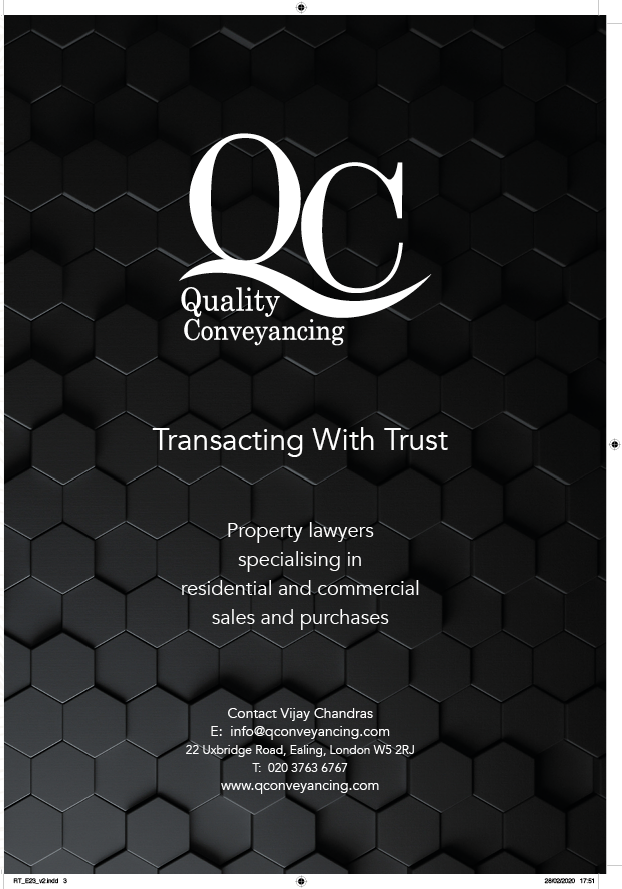 QC
Quality
Conveyancing
Transacting With Trust
Property lawyers
specialising in
residential and commercial
sales and purchases
Contact Vijay Chandras
E: info@qconveyancing.com
22 Uxbridge Road, Ealing, London W5 2RJ
T: 020 3763 6767
www.qconveyancing.com
RT_E23_v2.indd 3
28/02/2020 17:51